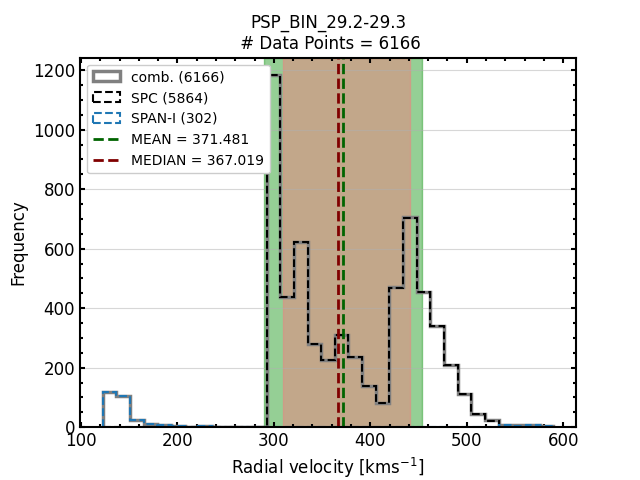 PSP_BIN_29.2-29.3
# Data Points = 6166
comb. (6166)
SPC (5864)
SPAN-I (302)
MEAN = 371.481
MEDIAN = 367.019
Frequency
1200
1000
800
600
400
200
0
100 200 300 400 500 600
Radial velocity [kms⁻¹]